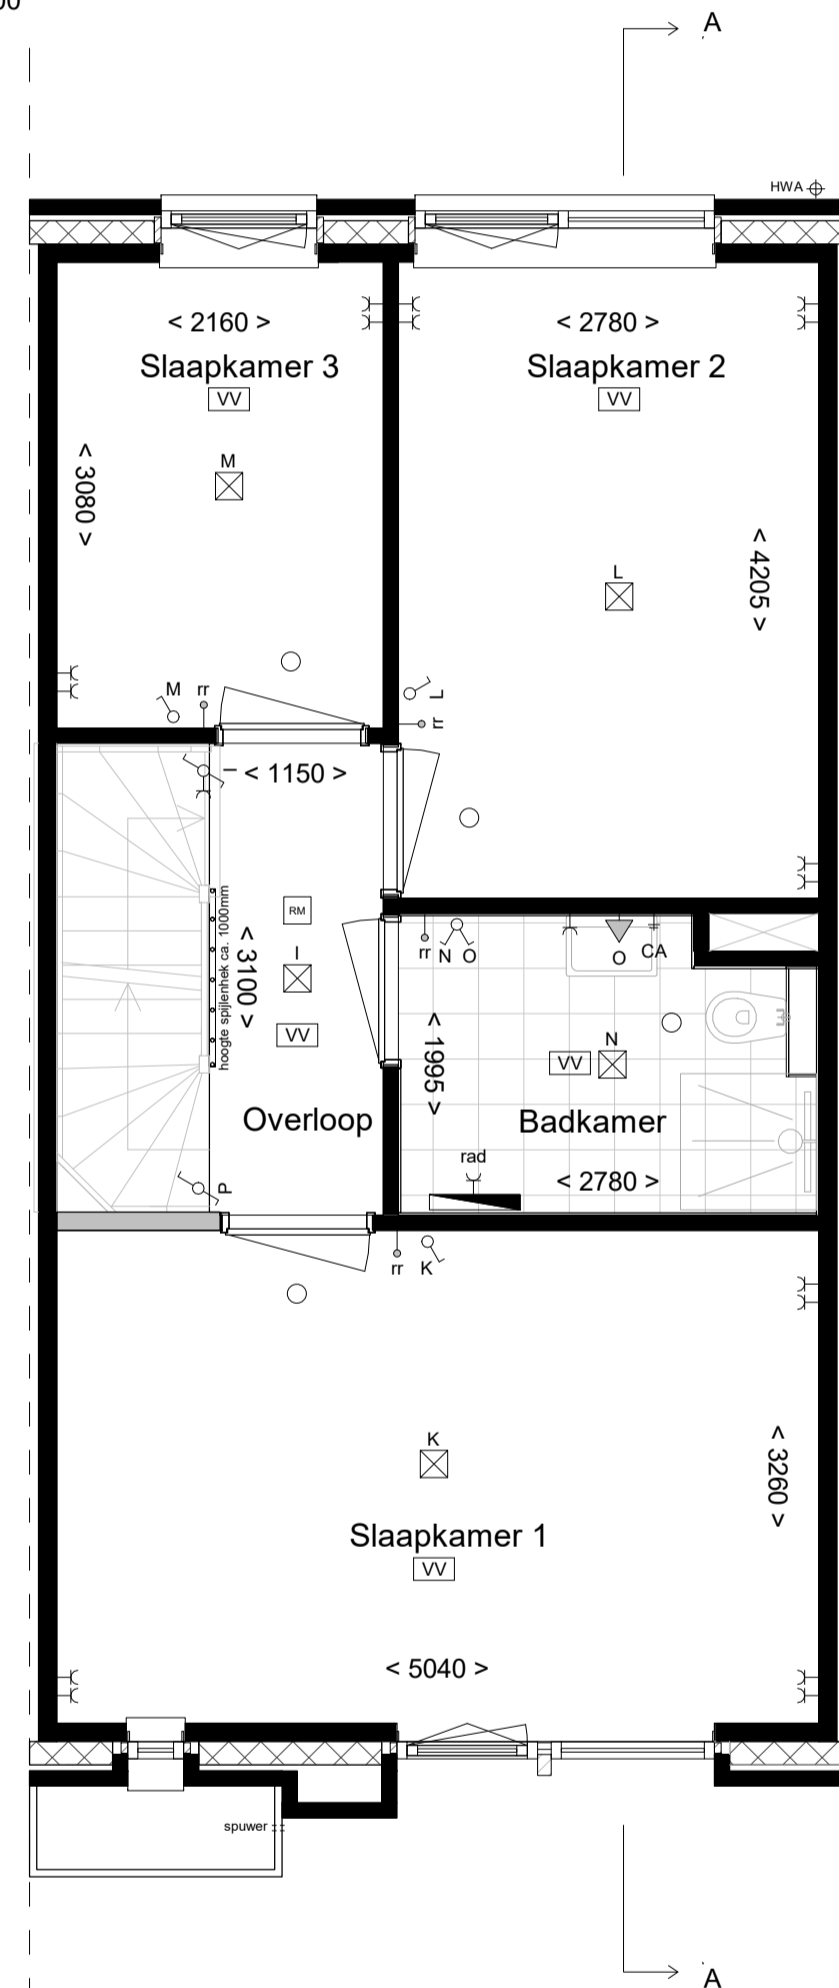 00
A
HWA
< 2160 >
< 2780 >
Slaapkamer 3
Slaapkamer 2
VV
VV
< 3080 >
M
< 4205 >
L
M rr
L
rr
I
< 1150 >
RM
hoogte spijlenhek ca. 1000mm
< 3100 >
I
VV
rr N O
O
CA
< 1995 >
N
VV
Overloop
Badkamer
rad
< 2780 >
P
rr K
K
< 3260 >
Slaapkamer 1
VV
< 5040 >
spuwer
A